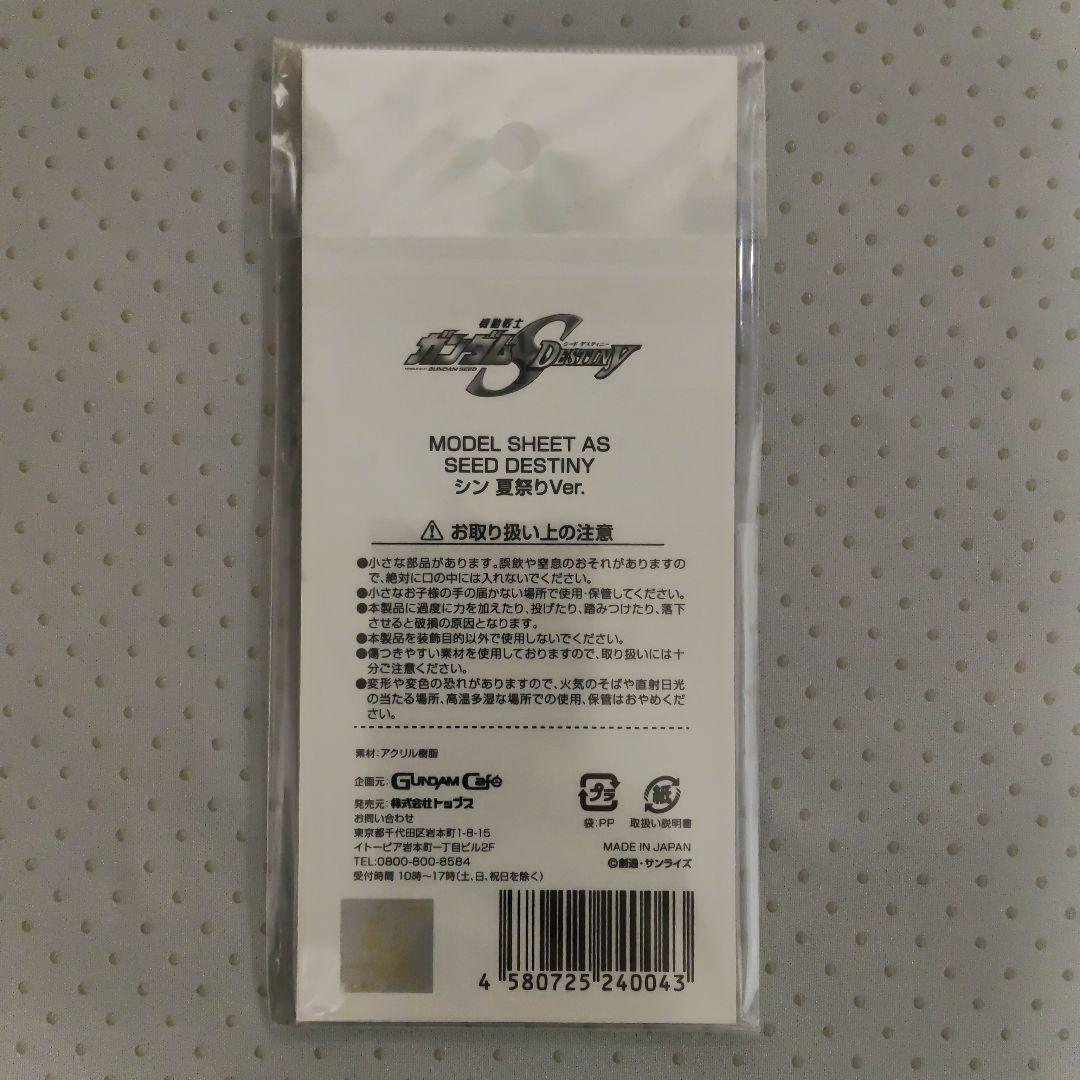 機動戦士
ガンダムSEED DESTINY
シード デスティニー
GUNDAM SEED
MODEL SHEET AS
SEED DESTINY
シン 夏祭りVer.
お取り扱い上の注意
●小さな部品があります。誤飲や窒息のおそれがありますの
で、絶対に口の中には入れないでください。
●小さなお子様の手の届かない場所で使用・保管してください。
●本製品に過度に力を加えたり、投げたり、踏みつけたり、落下
させると破損の原因となります。
●本製品を装飾目的以外で使用しないでください。
●傷つきやすい素材を使用しておりますので、取り扱いには十
分ご注意ください。
●変形や変色の恐れがありますので、火気のそばや直射日光
の当たる場所、高温多湿な場所での使用、保管はおやめくだ
さい。
素材:アクリル樹脂
企画元:GUNDAM Café
発売元:株式会社トップス
お問い合わせ
東京都千代田区岩本町1-8-15
イトーピア岩本町一丁目ビル2F
TEL:0800-800-8584
受付時間 10時～17時(土、日、祝日を除く)
プラ
紙
袋:PP
取扱い説明書
MADE IN JAPAN
©創通・サンライズ
4 580725 240043